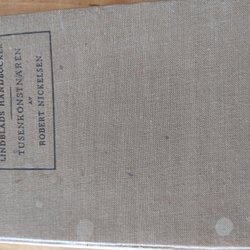 LINDBLADS HANDBÖCKER
TUSENKONSTNÄREN
AV
ROBERT NICKELSEN